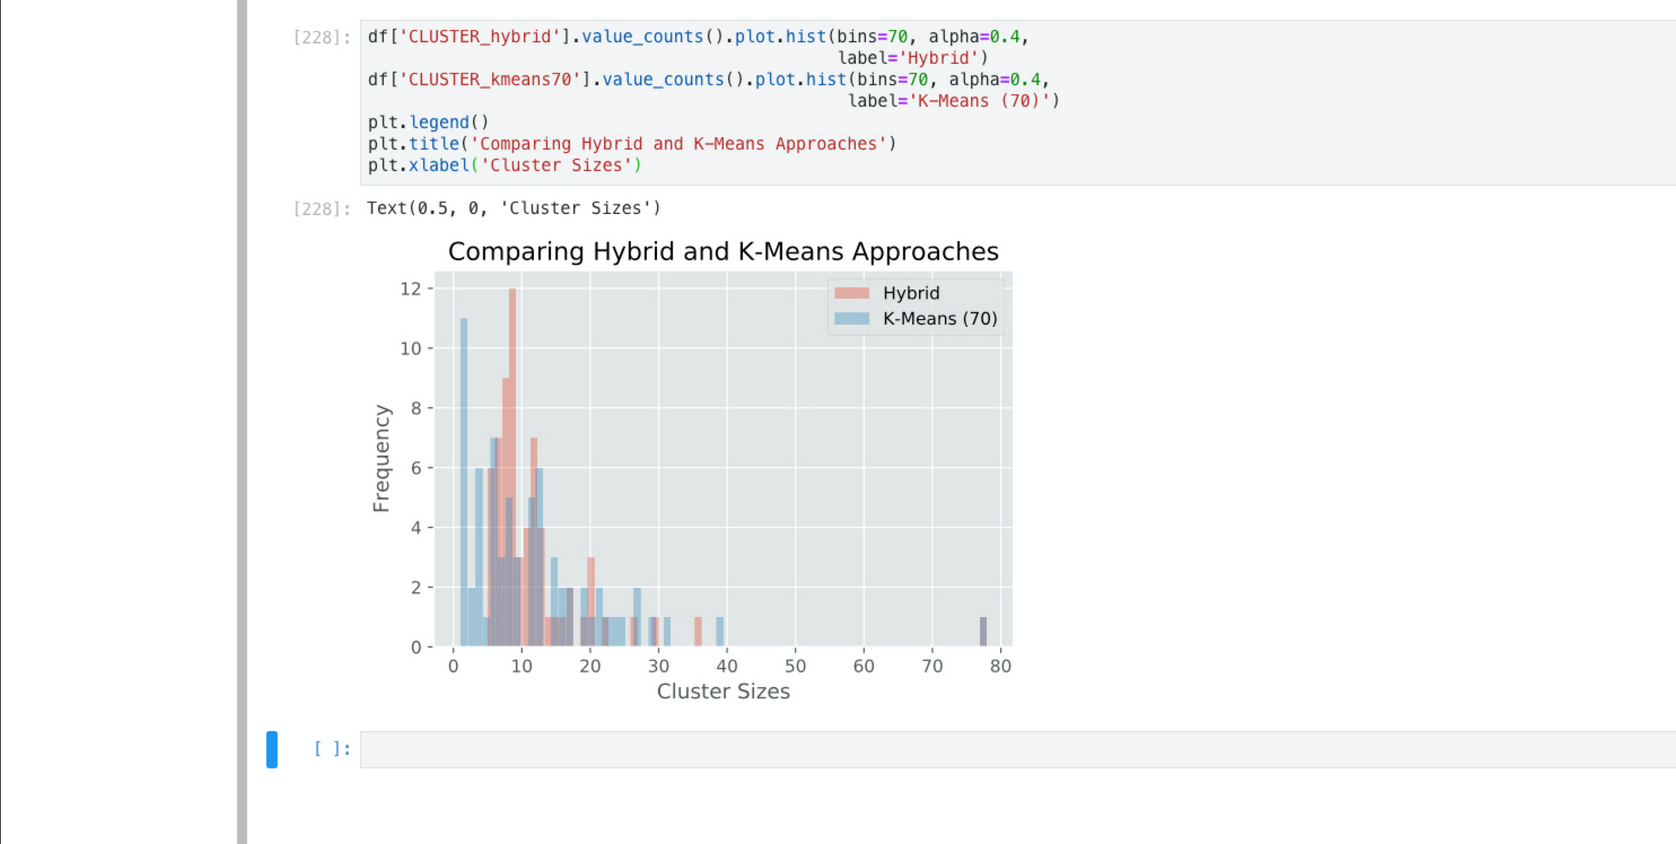 [228]: df['CLUSTER_hybrid'].value_counts().plot.hist(bins=70, alpha=0.4,
label='Hybrid')
df['CLUSTER_kmeans70'].value_counts().plot.hist(bins=70, alpha=0.4,
label='K-Means (70)')
plt.legend()
plt.title('Comparing Hybrid and K-Means Approaches')
plt.xlabel('Cluster Sizes')
[228]: Text(0.5, 0, 'Cluster Sizes')
Comparing Hybrid and K-Means Approaches
Hybrid
K-Means (70)
12
10
8
6
4
2
0
Frequency
0 10 20 30 40 50 60 70 80
Cluster Sizes
[ ]: